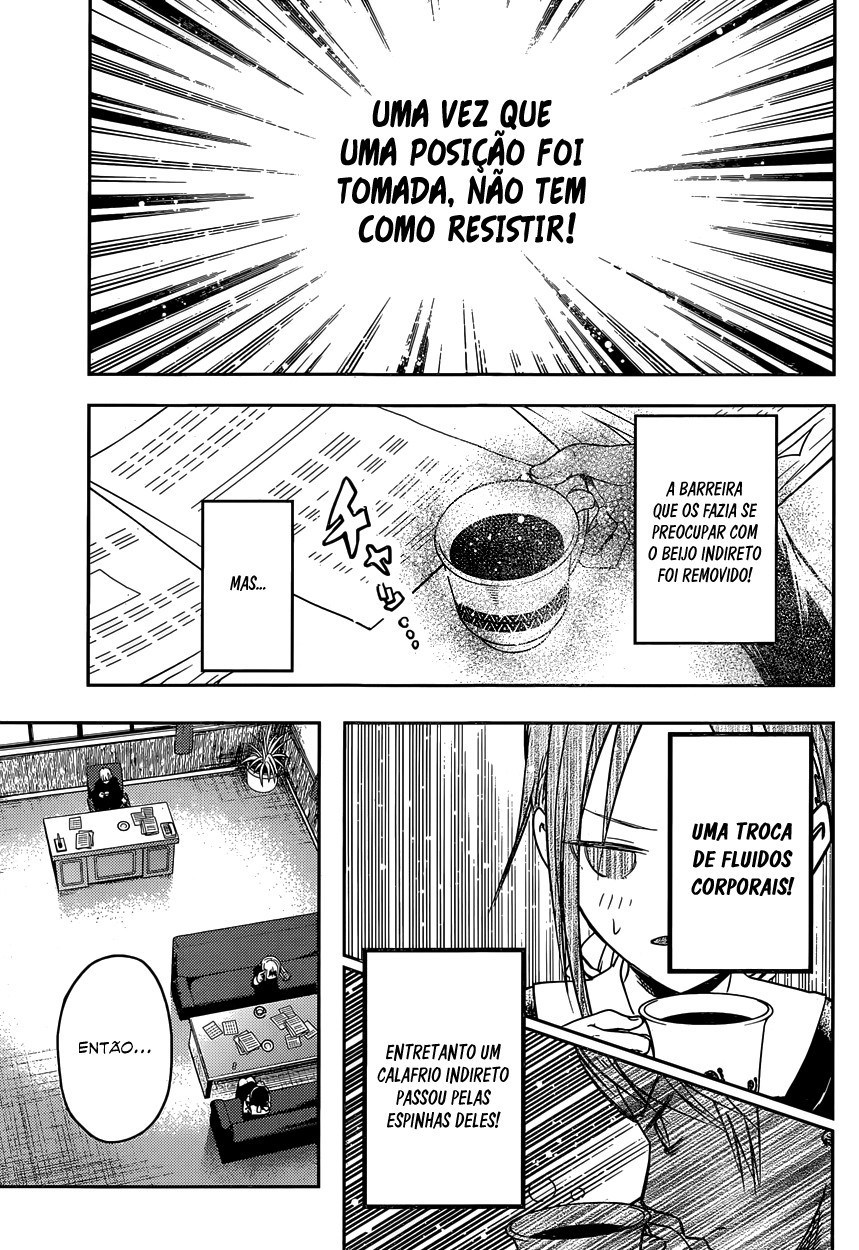 UMA VEZ QUE
UMA POSIÇÃO FOI
TOMADA, NÃO TEM
COMO RESISTIR!
A BARREIRA
QUE OS FAZIA SE
PREOCUPAR COM
O BEIJO INDIRETO
FOI REMOVIDO!
MAS...
UMA TROCA
DE FLUIDOS
CORPORAIS!
ENTRETANTO UM
CALAFRIO INDIRETO
PASSOU PELAS
ESPINHAS DELES!
ENTÃO...